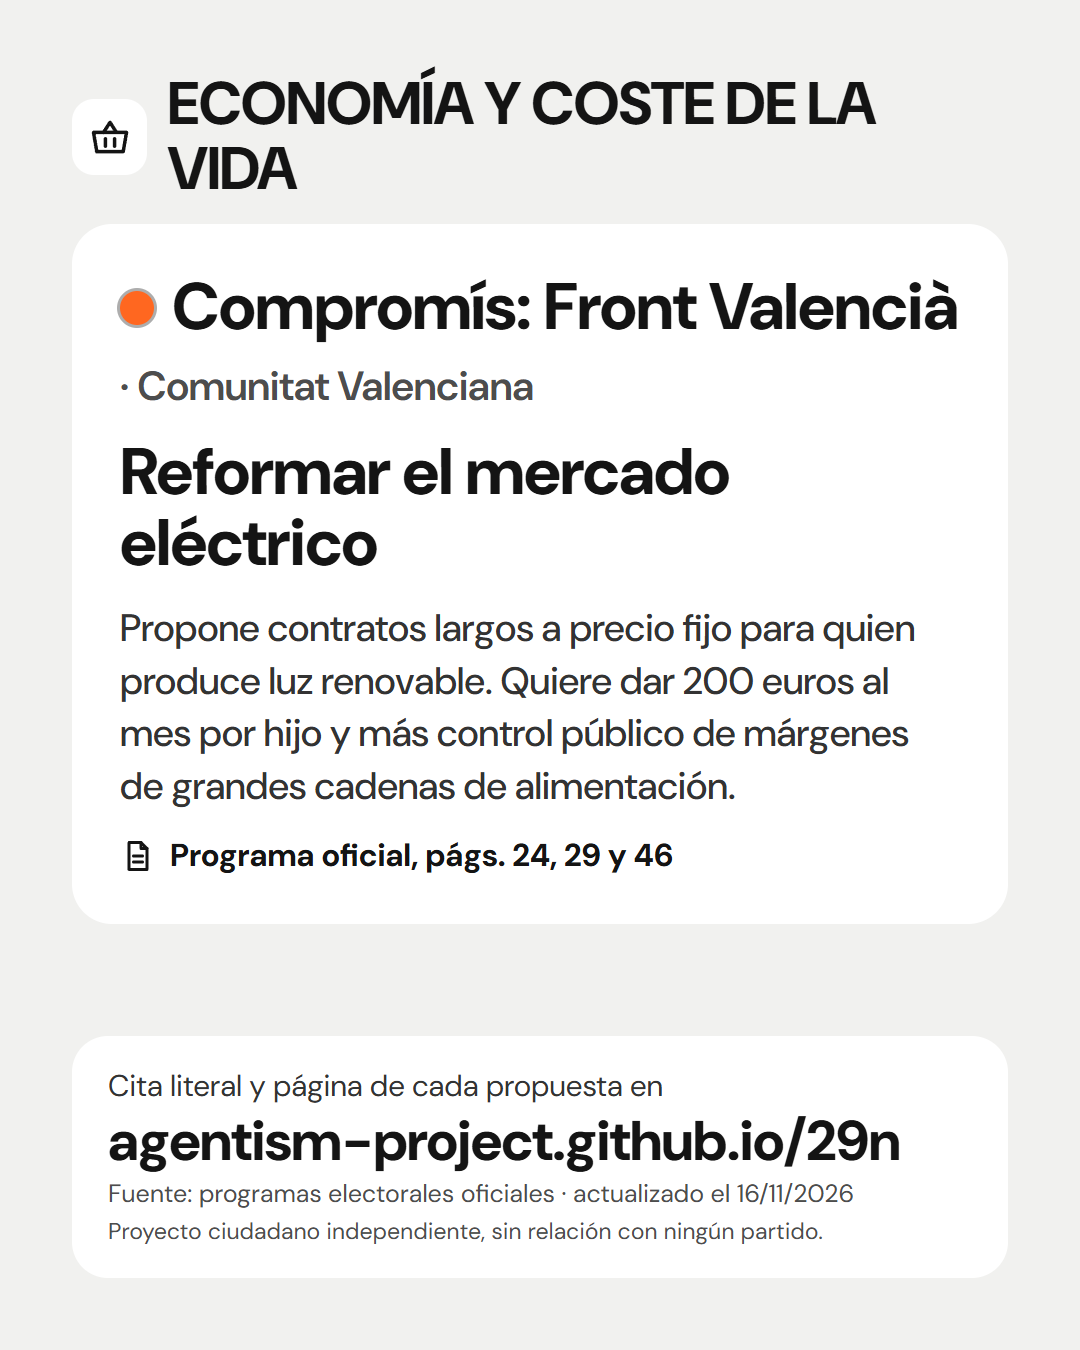 ECONOMÍA Y COSTE DE LA
VIDA
Compromís: Front Valencià
· Comunitat Valenciana
Reformar el mercado
eléctrico
Propone contratos largos a precio fijo para quien
produce luz renovable. Quiere dar 200 euros al
mes por hijo y más control público de márgenes
de grandes cadenas de alimentación.
Programa oficial, págs. 24, 29 y 46
Cita literal y página de cada propuesta en
agentism-project.github.io/29n
Fuente: programas electorales oficiales · actualizado el 16/11/2026
Proyecto ciudadano independiente, sin relación con ningún partido.